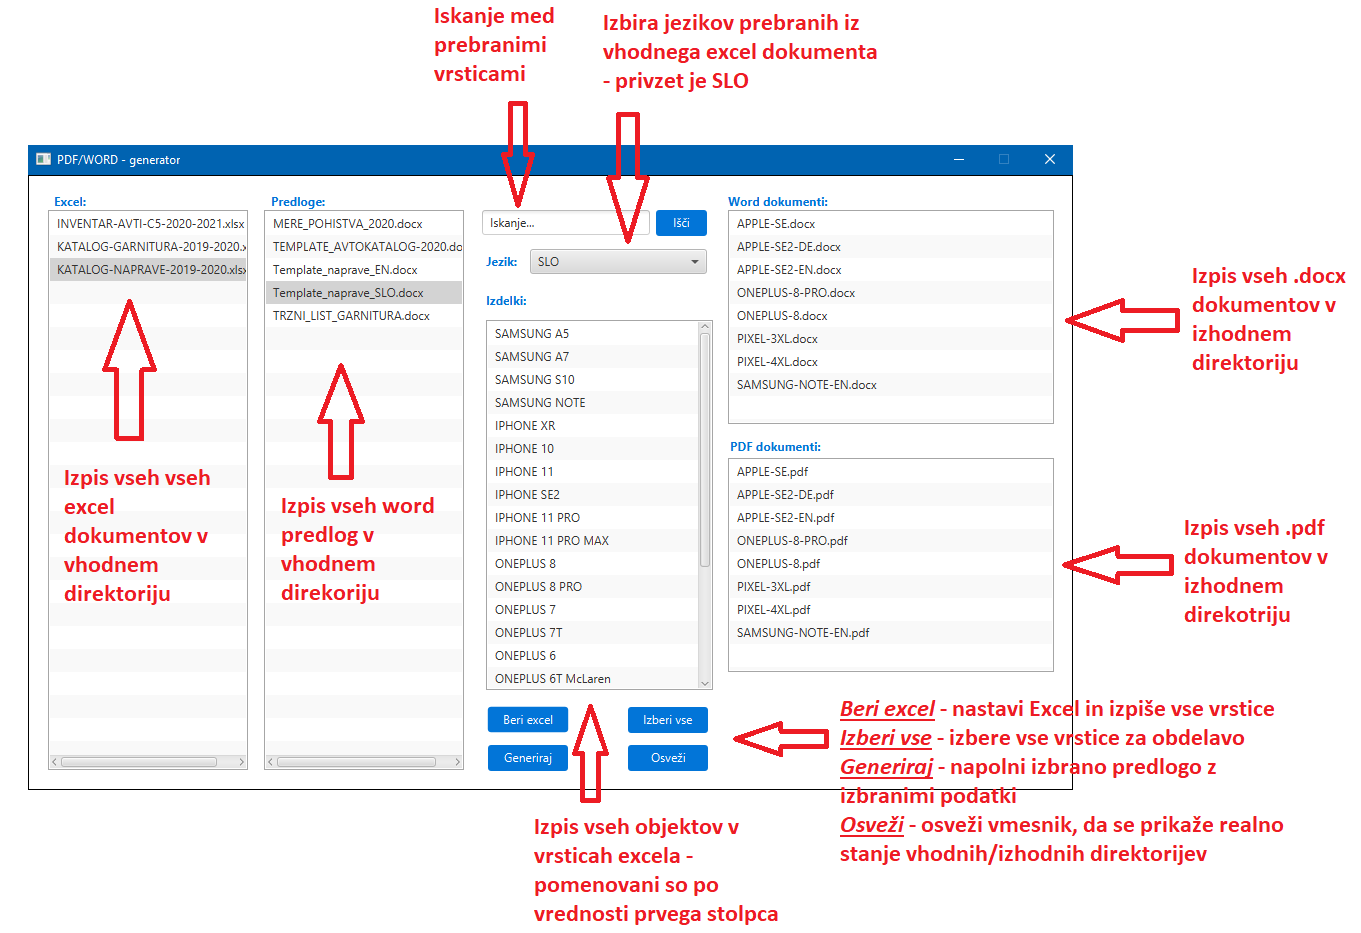 Iskanje med
prebranimi
vrsticami
Izbira jezikov prebranih iz
vhodnega excel dokumenta
- privzet je SLO
PDF/WORD - generator
Excel:
INVENTAR-AVTI-C5-2020-2021.xlsx
KATALOG-GARNITURA-2019-2020.x
KATALOG-NAPRAVE-2019-2020.xlsx
Izpis vseh vseh
excel
dokumentov v
vhodnem
direktoriju
Predloge:
MERE_POHISTVA_2020.docx
TEMPLATE_AVTOKATALOG-2020.do
Template_naprave_EN.docx
Template_naprave_SLO.docx
TRZNI_LIST_GARNITURA.docx
Izpis vseh word
predlog v
vhodnem
direkoriju
Iskanje...
Išči
Jezik:
SLO
Izdelki:
SAMSUNG A5
SAMSUNG A7
SAMSUNG S10
SAMSUNG NOTE
IPHONE XR
IPHONE 10
IPHONE 11
IPHONE SE2
IPHONE 11 PRO
IPHONE 11 PRO MAX
ONEPLUS 8
ONEPLUS 8 PRO
ONEPLUS 7
ONEPLUS 7T
ONEPLUS 6
ONEPLUS 6T McLaren
Beri excel
Izberi vse
Generiraj
Osveži
Izpis vseh objektov v
vrsticah excela -
pomenovani so po
vrednosti prvega stolpca
Word dokumenti:
APPLE-SE.docx
APPLE-SE2-DE.docx
APPLE-SE2-EN.docx
ONEPLUS-8-PRO.docx
ONEPLUS-8.docx
PIXEL-3XL.docx
PIXEL-4XL.docx
SAMSUNG-NOTE-EN.docx
PDF dokumenti:
APPLE-SE.pdf
APPLE-SE2-DE.pdf
APPLE-SE2-EN.pdf
ONEPLUS-8-PRO.pdf
ONEPLUS-8.pdf
PIXEL-3XL.pdf
PIXEL-4XL.pdf
SAMSUNG-NOTE-EN.pdf
Izpis vseh .docx
dokumentov v
izhodnem
direktoriju
Izpis vseh .pdf
dokumentov v
izhodnem
direkotriju
Beri excel - nastavi Excel in izpiše vse vrstice
Izberi vse - izbere vse vrstice za obdelavo
Generiraj - napolni izbrano predlogo z
izbranimi podatki
Osveži - osveži vmesnik, da se prikaže realno
stanje vhodnih/izhodnih direktorijev